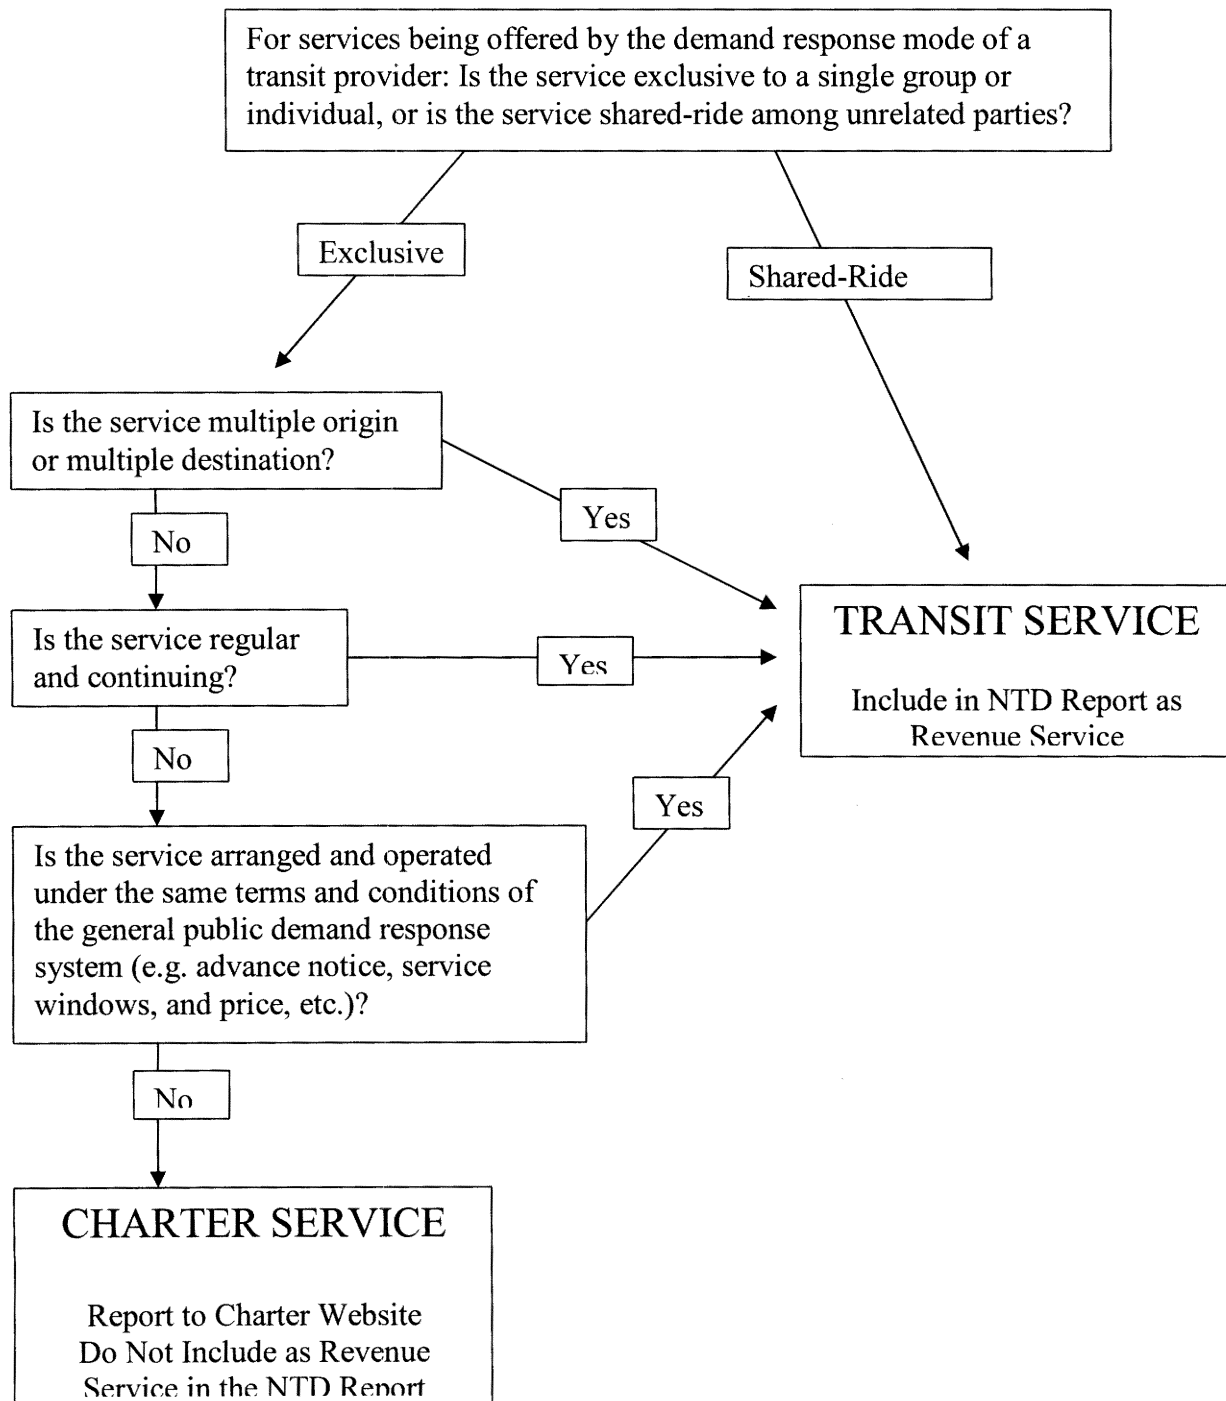 For services being offered by the demand response mode of a
transit provider: Is the service exclusive to a single group or
individual, or is the service shared-ride among unrelated parties?
Exclusive
Shared-Ride
Is the service multiple origin
or multiple destination?
Yes
No
Is the service regular
and continuing?
Yes
TRANSIT SERVICE
Include in NTD Report as
Revenue Service
No
Yes
Is the service arranged and operated
under the same terms and conditions of
the general public demand response
system (e.g. advance notice, service
windows, and price, etc.)?
No
CHARTER SERVICE
Report to Charter Website
Do Not Include as Revenue
Service in the NTD Report